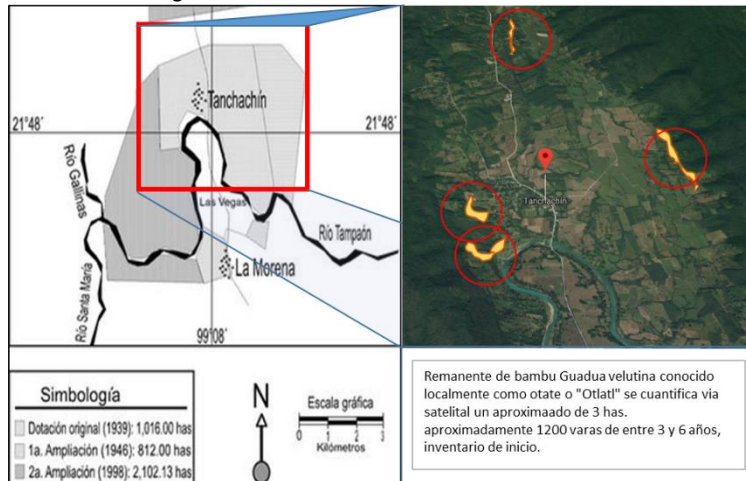 Tanchachín
21°48'
21°48'
Río Gallinas
Las Vegas
Río Tampaón
Río Santa María
La Morena
99°08'
Tanchachín
Simbología
Dotación original (1939): 1,016.00 has
1a. Ampliación (1946): 812.00 has
2a. Ampliación (1998): 2,102.13 has
N
Escala gráfica
0 1 2 3
Kilómetros
Remanente de bambu Guadua velutina conocido
localmente como otate o "Otlatl" se cuantifica via
satelital un aproximaado de 3 has.
aproximadamente 1200 varas de entre 3 y 6 años,
inventario de inicio.